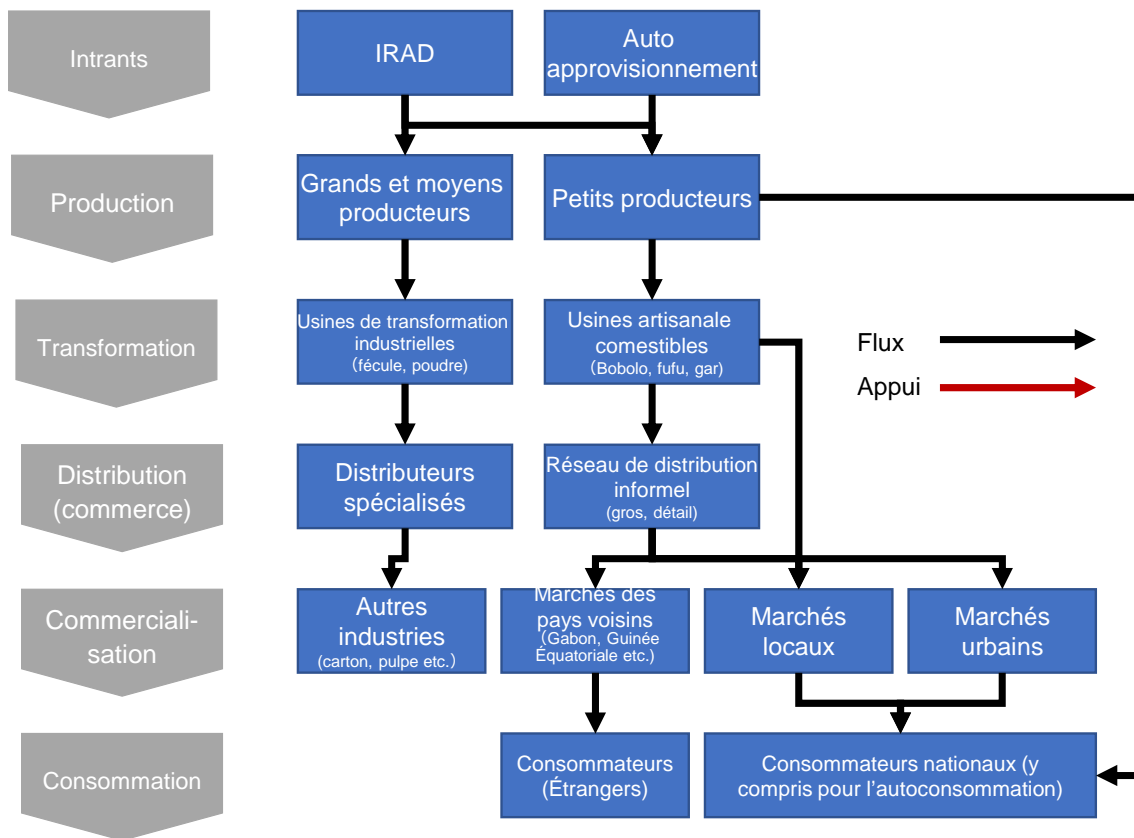 Intrants
IRAD
Auto
approvisionnement
Production
Grands et moyens
producteurs
Petits producteurs
Transformation
Usines de transformation
industrielles
(fécule, poudre)
Usines artisanale
comestibles
(Bobolo, fufu, gar)
Flux
Appui
Distribution
(commerce)
Distributeurs
spécialisés
Réseau de distribution
informel
(gros, détail)
Commerciali-
sation
Autres
industries
(carton, pulpe etc.)
Marchés des
pays voisins
(Gabon, Guinée
Équatoriale etc.)
Marchés
locaux
Marchés
urbains
Consommation
Consommateurs
(Étrangers)
Consommateurs nationaux (y
compris pour l'autoconsommation)